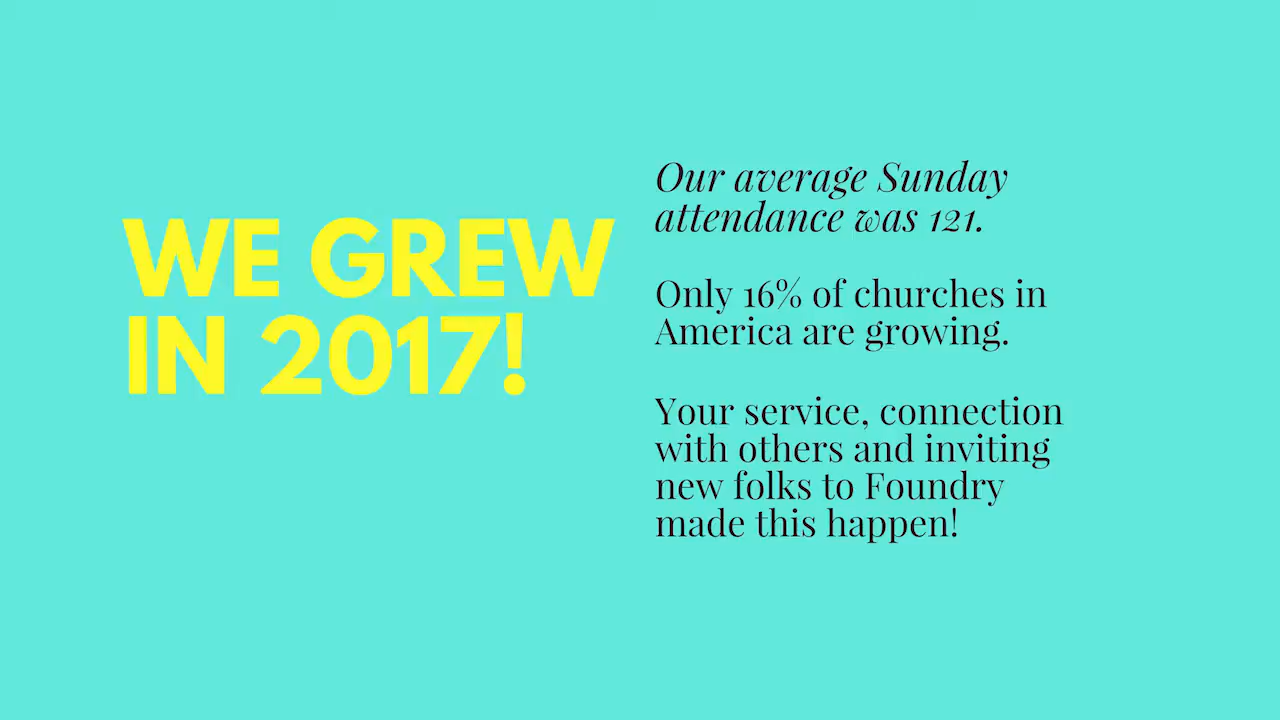 WE GREW
IN 2017!
Our average Sunday
attendance was 121.
Only 16% of churches in
America are growing.
Your service, connection
with others and inviting
new folks to Foundry
made this happen!